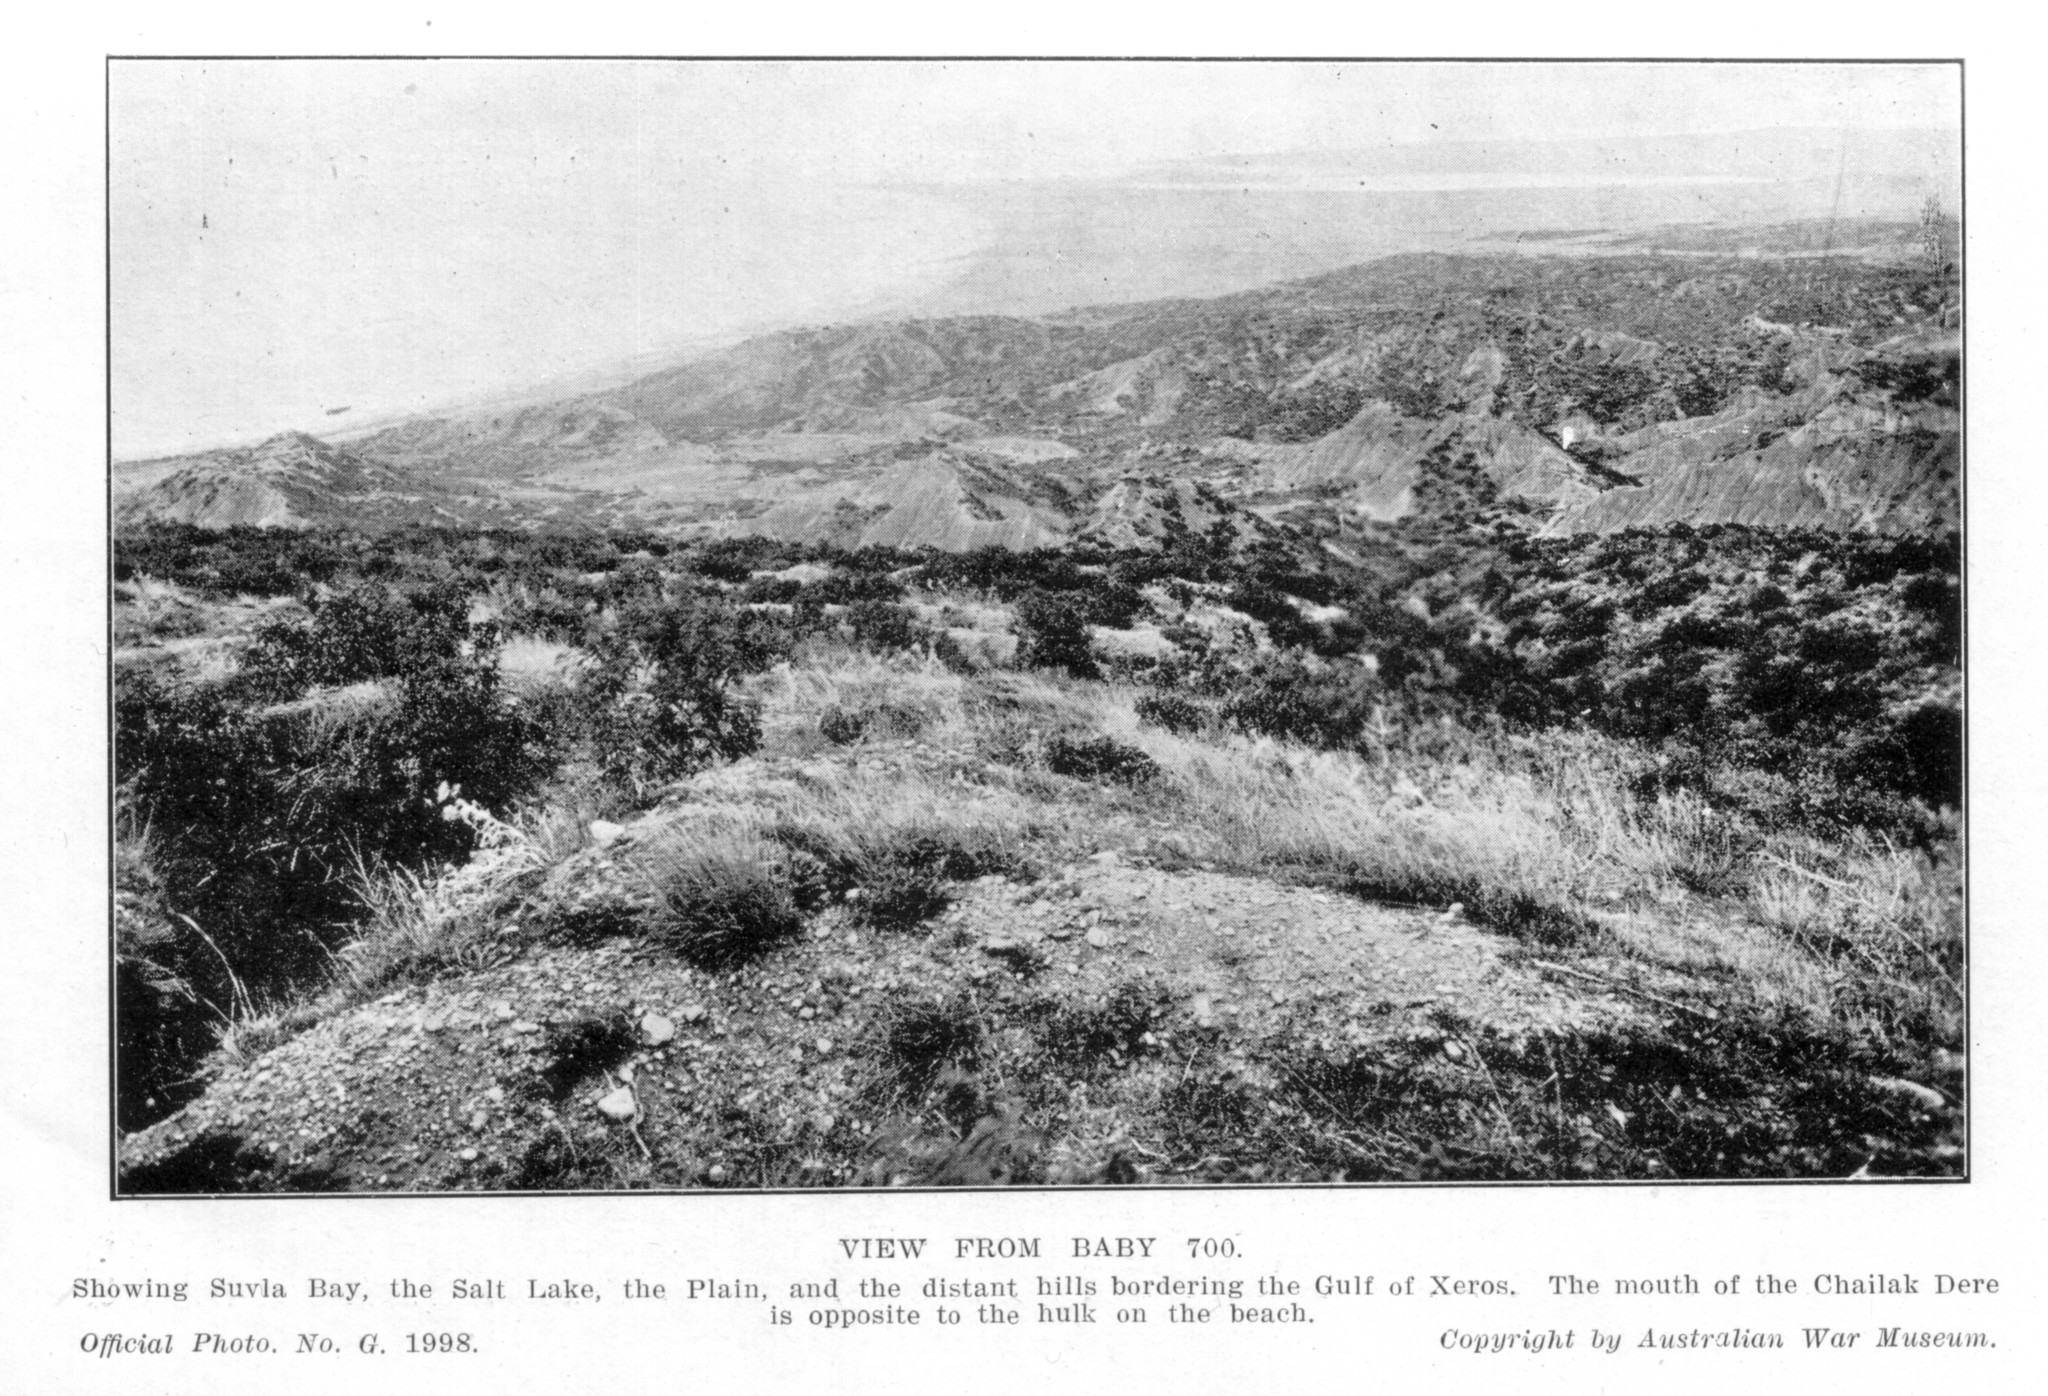 VIEW FROM BABY 700.
Showing Suvla Bay, the Salt Lake, the Plain, and the distant hills bordering the Gulf of Xeros. The mouth of the Chailak Dere
is opposite to the hulk on the beach.
Official Photo. No. G. 1998.
Copyright by Australian War Museum.